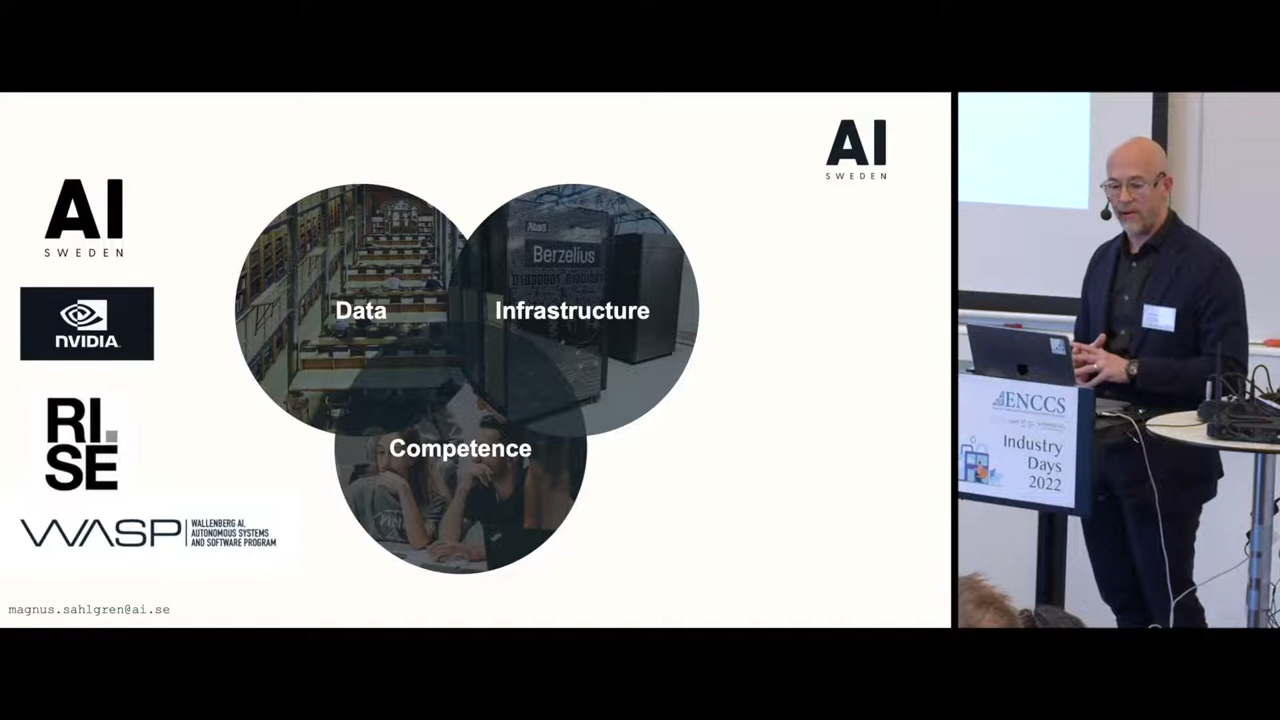 AI
SWEDEN
AI
SWEDEN
NVIDIA
RI.
SE
WASP
WALLENBERG AI,
AUTONOMOUS SYSTEMS
AND SOFTWARE PROGRAM
Atos
Berzelius
Data
Infrastructure
Competence
magnus.sahlgren@ai.se
ENCCS
Industry
Days
2022